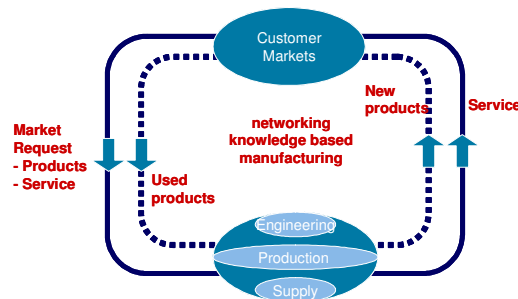 Customer
Markets
New
products
Service
networking
knowledge based
manufacturing
Market
Request
- Products
- Service
Used
products
Engineering
Production
Supply